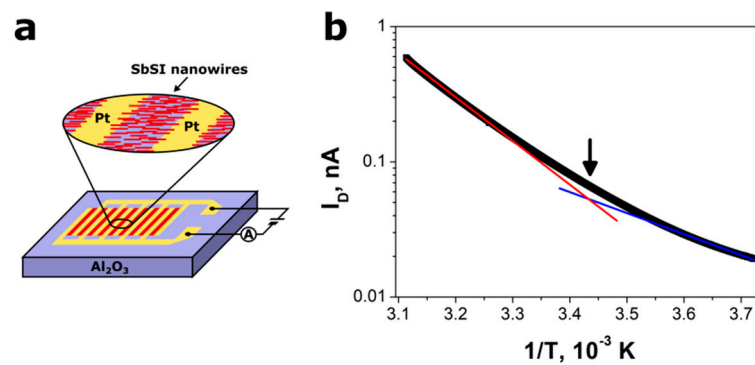 a
SbSI nanowires
Pt
Pt
A
Al₂O₃
b
1
0.1
0.01
I_D, nA
3.1 3.2 3.3 3.4 3.5 3.6 3.7
1/T, 10⁻³ K